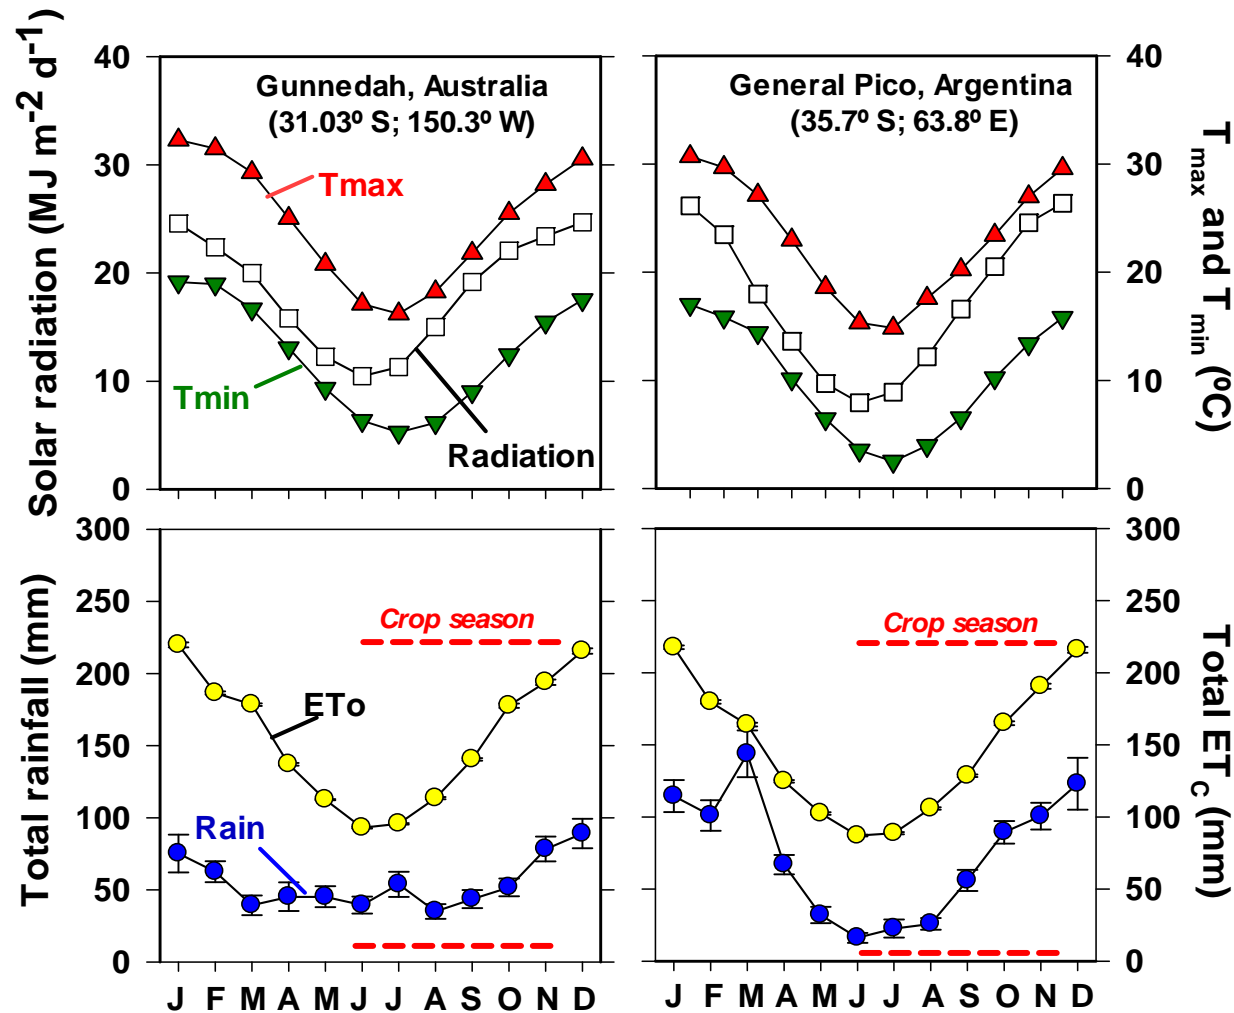 Solar radiation (MJ m-2 d-1)
40
30
20
10
0
Gunnedah, Australia
(31.03º S; 150.3º W)
Tmax
Tmin
Radiation
General Pico, Argentina
(35.7º S; 63.8º E)
40
30
20
10
0
T max and T min (ºC)
Total rainfall (mm)
300
250
200
150
100
50
0
Crop season
ETo
Rain
J F M A M J J A S O N D
Crop season
300
250
200
150
100
50
0
Total ET C (mm)
J F M A M J J A S O N D